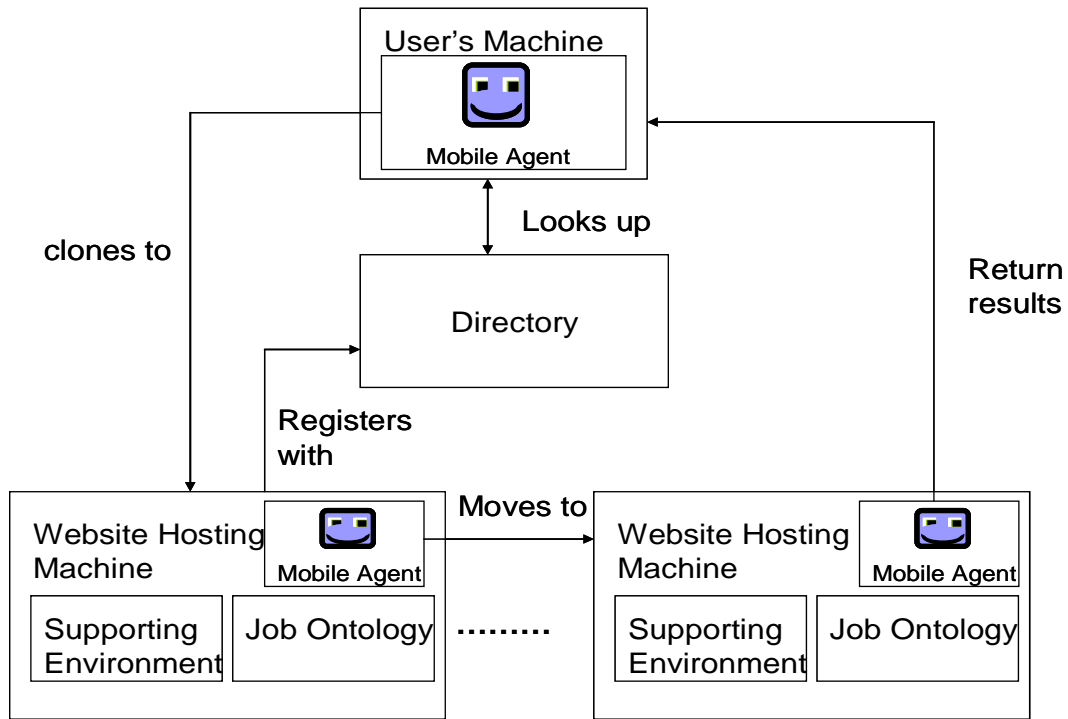 User's Machine
Mobile Agent
clones to
Looks up
Return
results
Directory
Registers
with
Moves to
Website Hosting
Machine
Mobile Agent
Supporting
Environment
Job Ontology
.........
Website Hosting
Machine
Mobile Agent
Supporting
Environment
Job Ontology